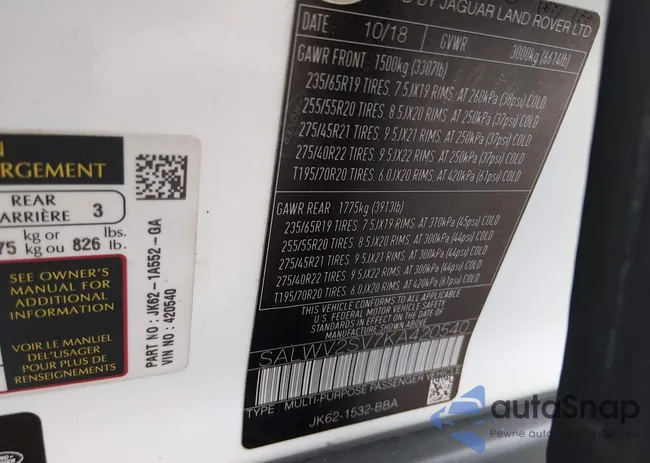 BY JAGUAR LAND ROVER LTD
DATE: 10/18 GVWR 3000kg (6614lb)
GAWR FRONT 1500kg (3307lb)
235/65R19 TIRES. 7.5JX19 RIMS. AT 260kPa (38psi) COLD
255/55R20 TIRES. 8.5JX20 RIMS. AT 250kPa (37psi) COLD
275/45R21 TIRES. 9.5JX21 RIMS. AT 250kPa (37psi) COLD
275/40R22 TIRES. 9.5JX22 RIMS. AT 250kPa (37psi) COLD
T195/70R20 TIRES. 6.0JX20 RIMS. AT 420kPa (61psi) COLD
GAWR REAR 1775kg (3913lb)
235/65R19 TIRES. 7.5JX19 RIMS. AT 310kPa (45psi) COLD
255/55R20 TIRES. 8.5JX20 RIMS. AT 300kPa (44psi) COLD
275/45R21 TIRES. 9.5JX21 RIMS. AT 300kPa (44psi) COLD
275/40R22 TIRES. 9.5JX22 RIMS. AT 300kPa (44psi) COLD
T195/70R20 TIRES. 6.0JX20 RIMS. AT 420kPa (61psi) COLD
THIS VEHICLE CONFORMS TO ALL APPLICABLE
U.S. FEDERAL MOTOR VEHICLE SAFETY
STANDARDS IN EFFECT ON THE DATE OF
MANUFACTURE SHOWN ABOVE
SALWV2SV7KA420540
TYPE: MULTI-PURPOSE PASSENGER VEHICLE
JK62-1532-BBA
N
RGEMENT
REAR
ARRIÈRE 3
75 kg or kg ou 826 lbs. lb.
SEE OWNER'S
MANUAL FOR
ADDITIONAL
INFORMATION
VOIR LE MANUEL
DE L'USAGER
POUR PLUS DE
RENSEIGNEMENTS
PART NO : JK62-1A552-GA
VIN NO : 420540
LAND
ROVER
autoSnap
Pewne auto